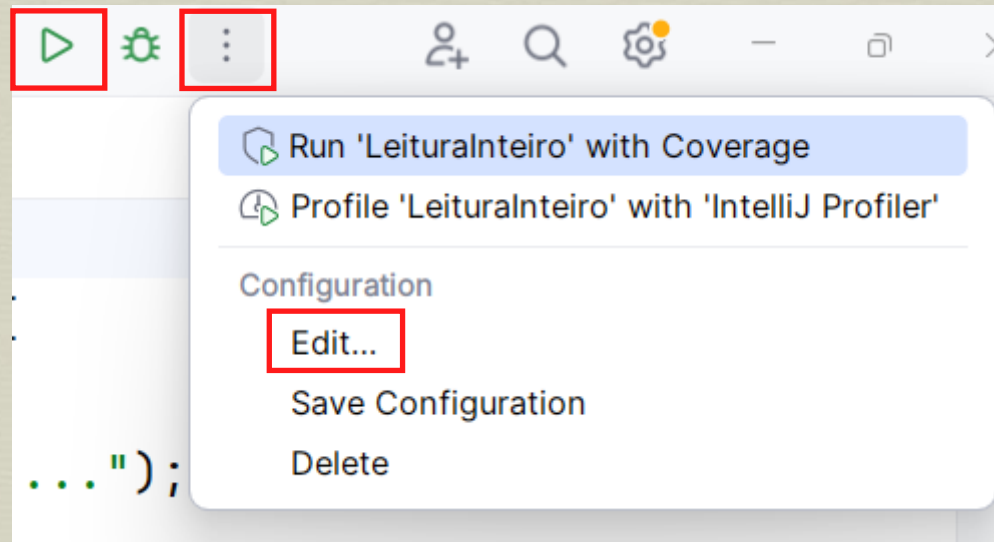 Run 'LeituraInteiro' with Coverage
Profile 'LeituraInteiro' with 'IntelliJ Profiler'
Configuration
Edit...
Save Configuration
Delete
...");